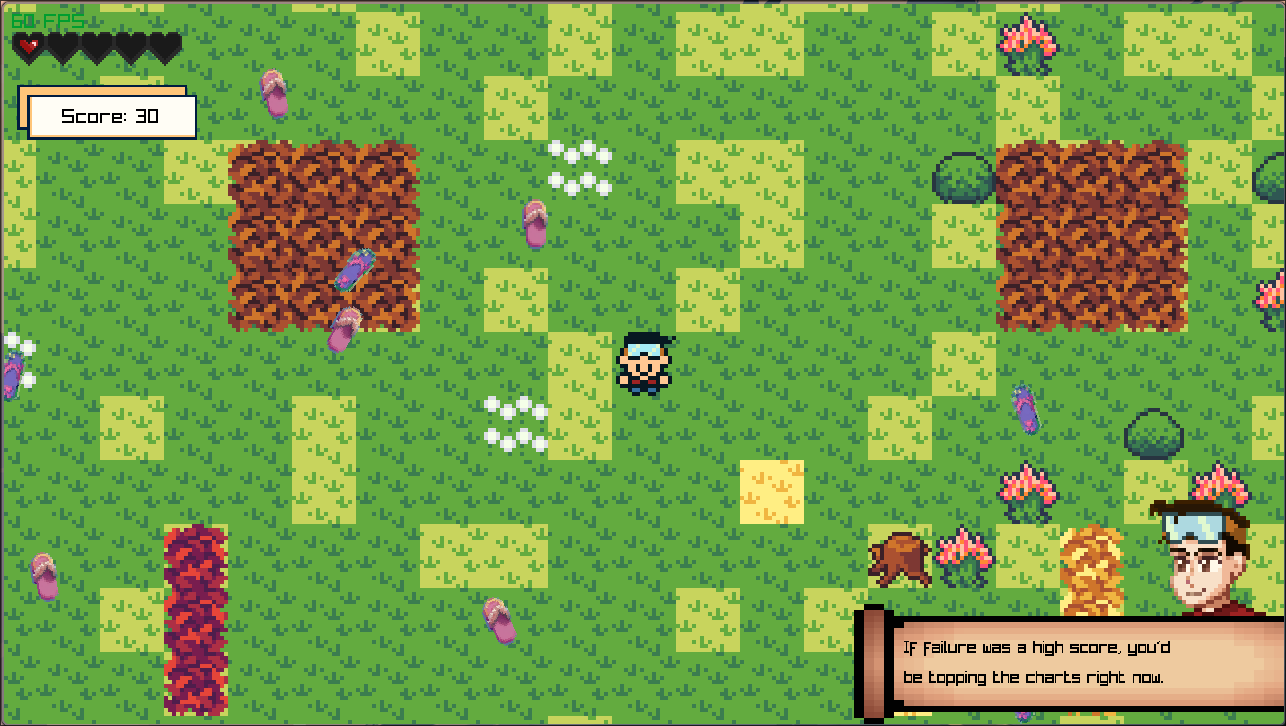 60 FPS
Score: 30
If failure was a high score, you'd
be topping the charts right now.